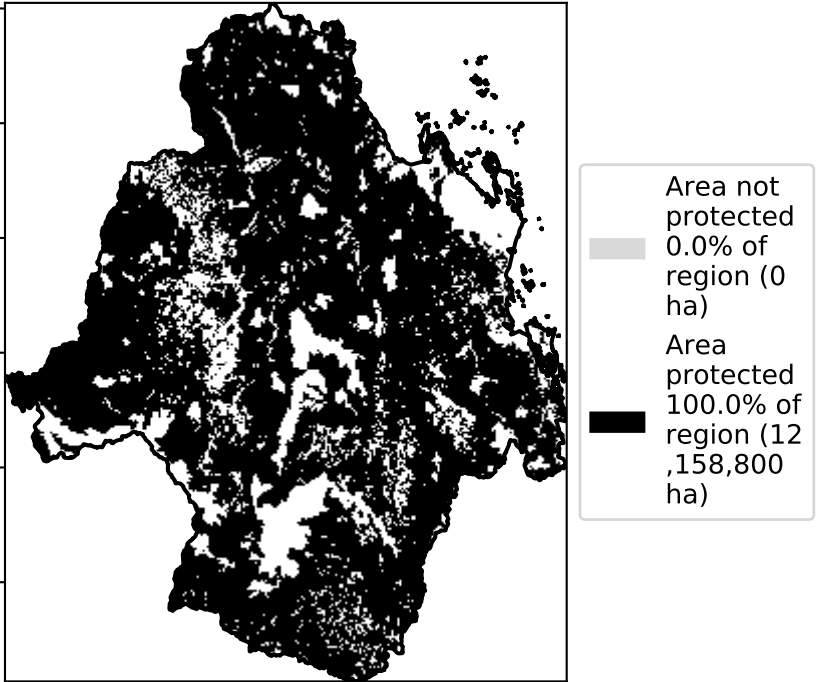 Area not
protected
0.0% of
region (0
ha)
Area
protected
100.0% of
region (12
,158,800
ha)